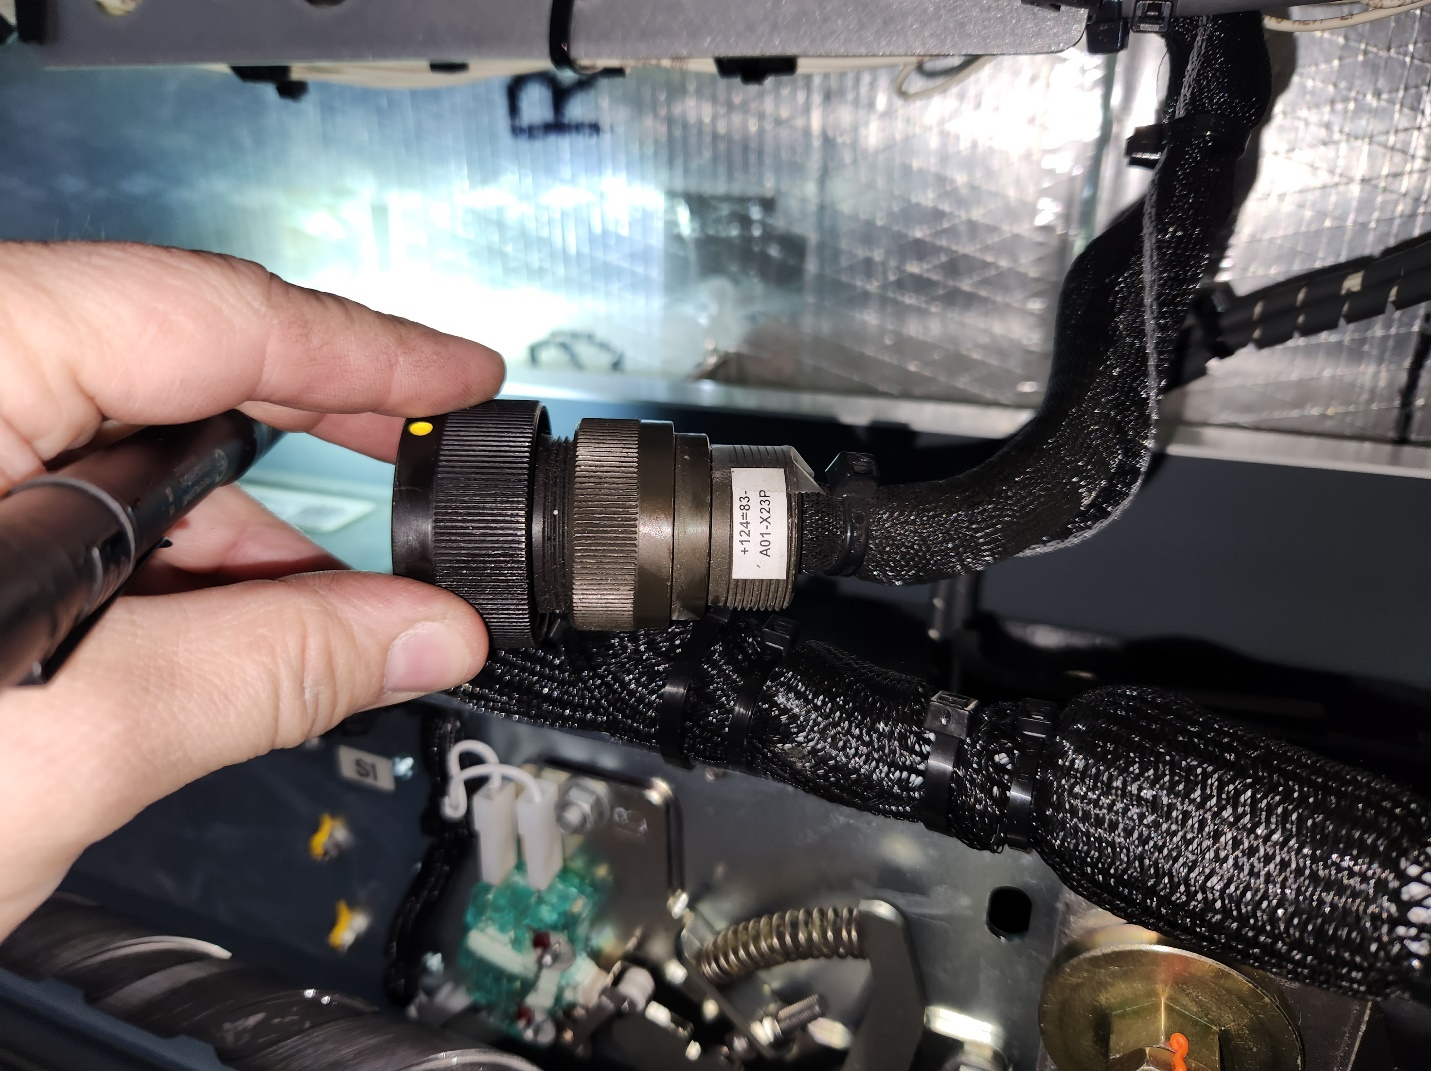 R
+124=83-
A01-X23P
S1